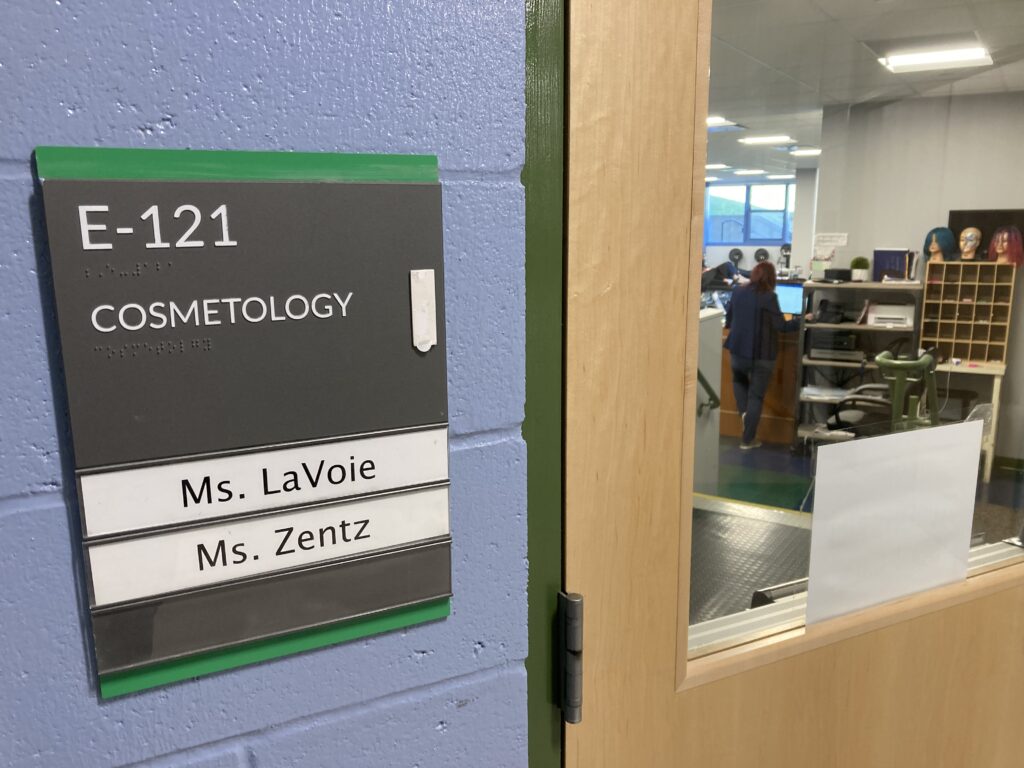 E-121
COSMETOLOGY
Ms. LaVoie
Ms. Zentz